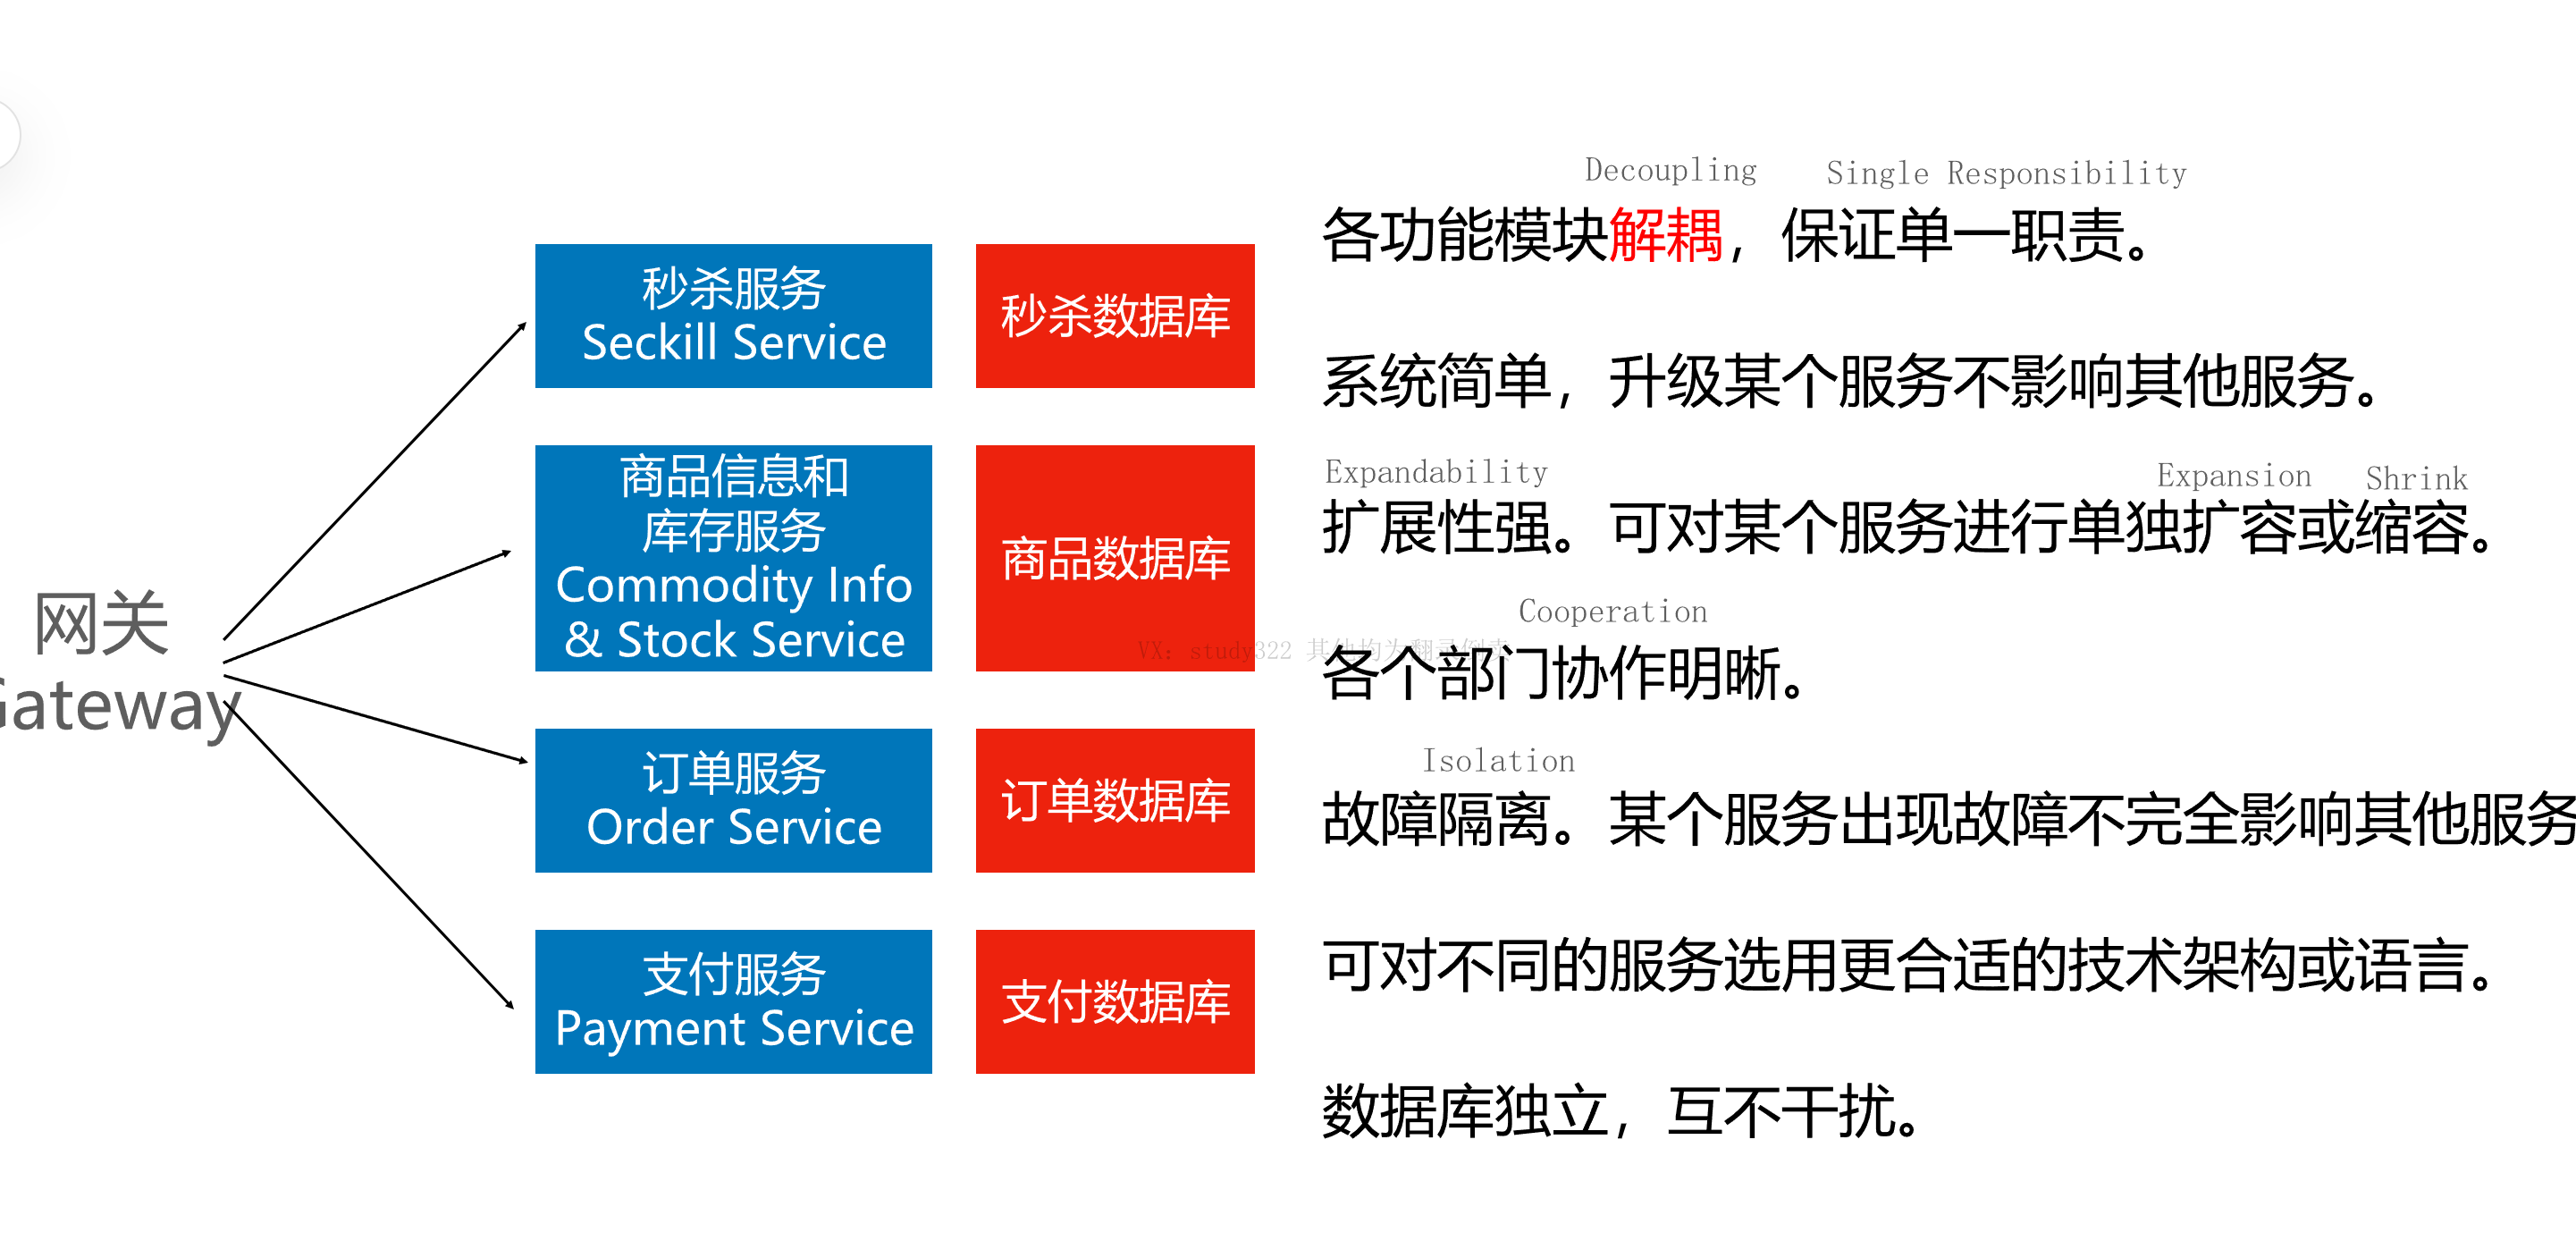 网关
Gateway
秒杀服务
Seckill Service
秒杀数据库
商品信息和
库存服务
Commodity Info
& Stock Service
商品数据库
订单服务
Order Service
订单数据库
支付服务
Payment Service
支付数据库
Decoupling Single Responsibility
各功能模块解耦，保证单一职责。
系统简单，升级某个服务不影响其他服务。
Expandability Expansion Shrink
扩展性强。可对某个服务进行单独扩容或缩容。
Cooperation
VX: study322 其他均为翻录倒卖
各个部门协作明晰。
Isolation
故障隔离。某个服务出现故障不完全影响其他服务
可对不同的服务选用更合适的技术架构或语言。
数据库独立，互不干扰。